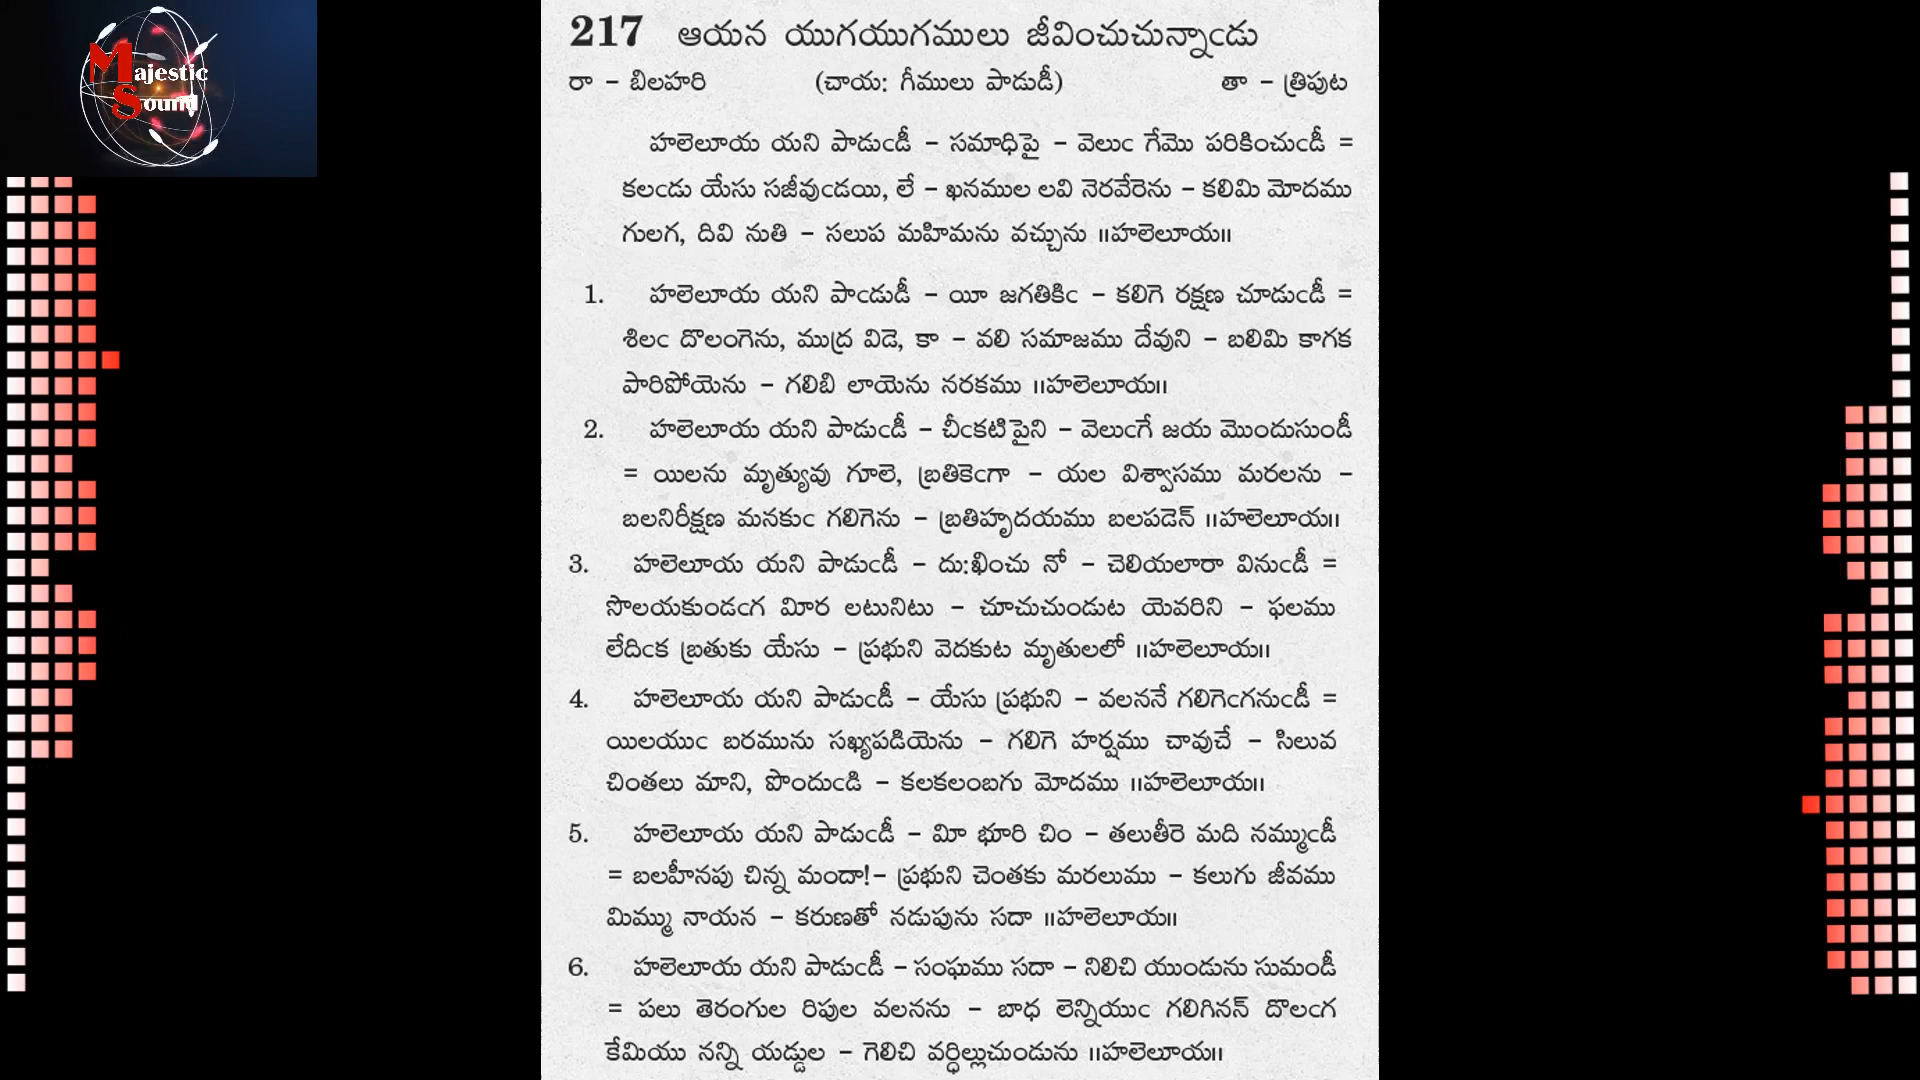 Majestic
Sound
217 ఆయన యుగయుగములు జీవించుచున్నాఁడు
రా – బిలహరి (చాయ: గీములు పాడుడీ) తా – త్రిపుట
హలెలూయ యని పాడుఁడీ – సమాధిపై – వెలుఁ గేమొ పరికించుఁడీ =
కలఁడు యేసు సజీవుఁడయి, లే – ఖనముల లవి నెరవేరెను – కలిమి మోదము
గులగ, దివి నుతి – సలుప మహిమను వచ్చును ॥హలెలూయ॥
1. హలెలూయ యని పాఁడుడీ – యీ జగతికిఁ – కలిగె రక్షణ చూడుఁడీ =
శిలఁ దొలంగెను, ముద్ర విడె, కా – వలి సమాజము దేవుని – బలిమి కాగక
పారిపోయెను – గలిబి లాయెను నరకము ॥హలెలూయ॥
2. హలెలూయ యని పాడుఁడీ – చీఁకటిపైని – వెలుఁగే జయ మొందుసుండీ
= యిలను మృత్యువు గూలె, బ్రతికెఁగా – యల విశ్వాసము మరలను –
బలనిరీక్షణ మనకుఁ గలిగెను – బ్రతిహృదయము బలపడెన్ ॥హలెలూయ॥
3. హలెలూయ యని పాడుఁడీ – దు:ఖించు నో – చెలియలారా వినుఁడీ =
సొలయకుండఁగ మీర లటునిటు – చూచుచుండుట యెవరిని – ఫలము
లేదిఁక బ్రతుకు యేసు – ప్రభుని వెదకుట మృతులలో ॥హలెలూయ॥
4. హలెలూయ యని పాడుఁడీ – యేసు ప్రభుని – వలననే గలిగెఁగనుఁడీ =
యిలయుఁ బరమును సఖ్యపడియెను – గలిగె హర్షము చావుచే – సిలువ
చింతలు మాని, పొందుఁడి – కలకలంబగు మోదము ॥హలెలూయ॥
5. హలెలూయ యని పాడుఁడీ – మీ భూరి చిం – తలుతీరె మది నమ్ముఁడీ
= బలహీనపు చిన్న మందా!– ప్రభుని చెంతకు మరలుము – కలుగు జీవము
మిమ్ము నాయన – కరుణతో నడుపును సదా ॥హలెలూయ॥
6. హలెలూయ యని పాడుఁడీ – సంఘము సదా – నిలిచి యుండును సుమండీ
= పలు తెరంగుల రిపుల వలనను – బాధ లెన్నియుఁ గలిగినన్ దొలఁగ
కేమియు నన్ని యడ్డుల – గెలిచి వర్ధిల్లుచుండును ॥హలెలూయ॥